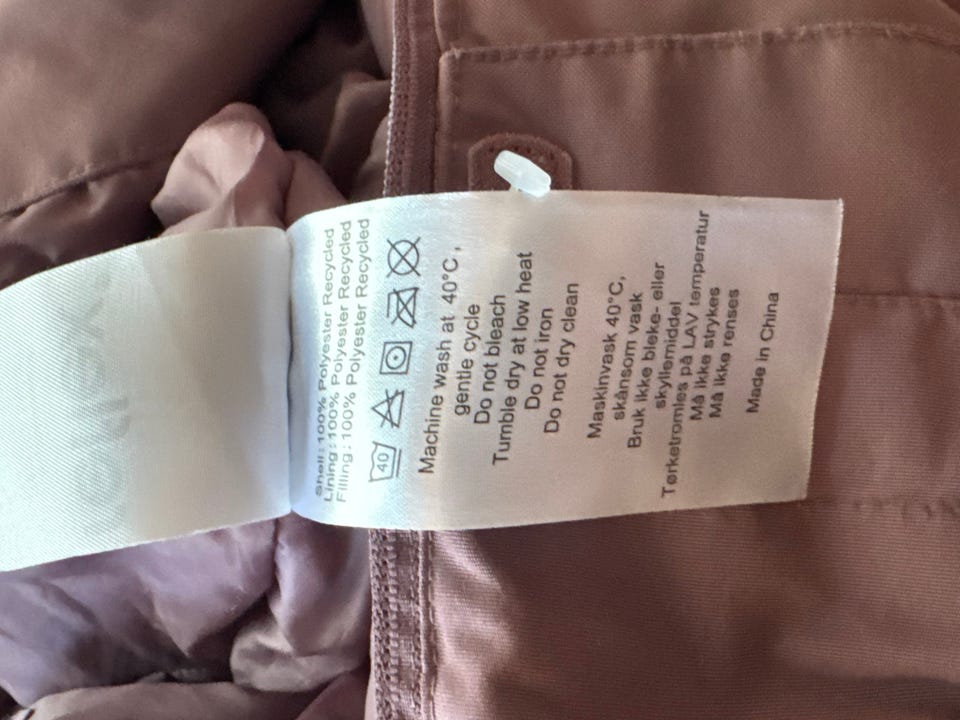 Shell: 100% Polyester Recycled
Lining: 100% Polyester Recycled
Filling: 100% Polyester Recycled
40
Machine wash at 40°C,
gentle cycle
Do not bleach
Tumble dry at low heat
Do not iron
Do not dry clean
Maskinvask 40°C,
skånsom vask
Bruk ikke bleke- eller
skyllemiddel
Tørketromles på LAV temperatur
Må ikke strykes
Må ikke renses
Made in China